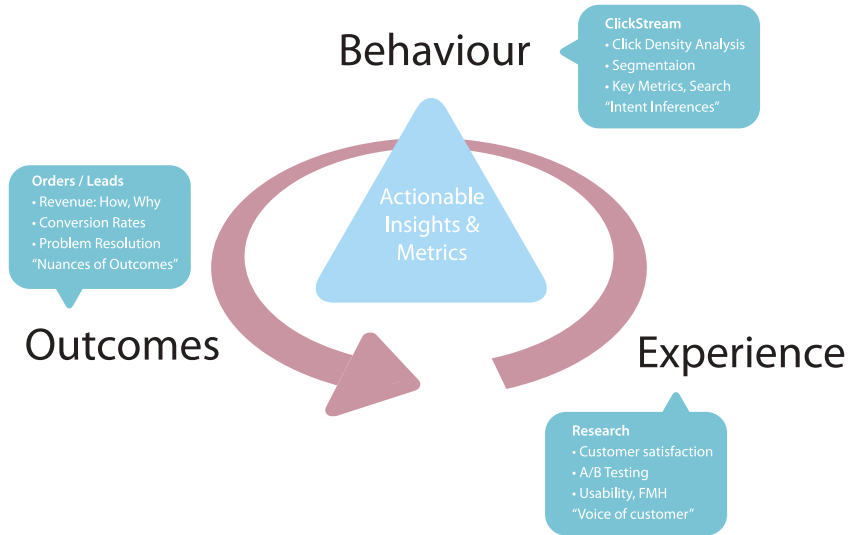 Behaviour
ClickStream
• Click Density Analysis
• Segmentaion
• Key Metrics, Search
“Intent Inferences”
Orders / Leads
• Revenue: How, Why
• Conversion Rates
• Problem Resolution
“Nuances of Outcomes”
Actionable
Insights &
Metrics
Outcomes
Experience
Research
• Customer satisfaction
• A/B Testing
• Usability, FMH
“Voice of customer”